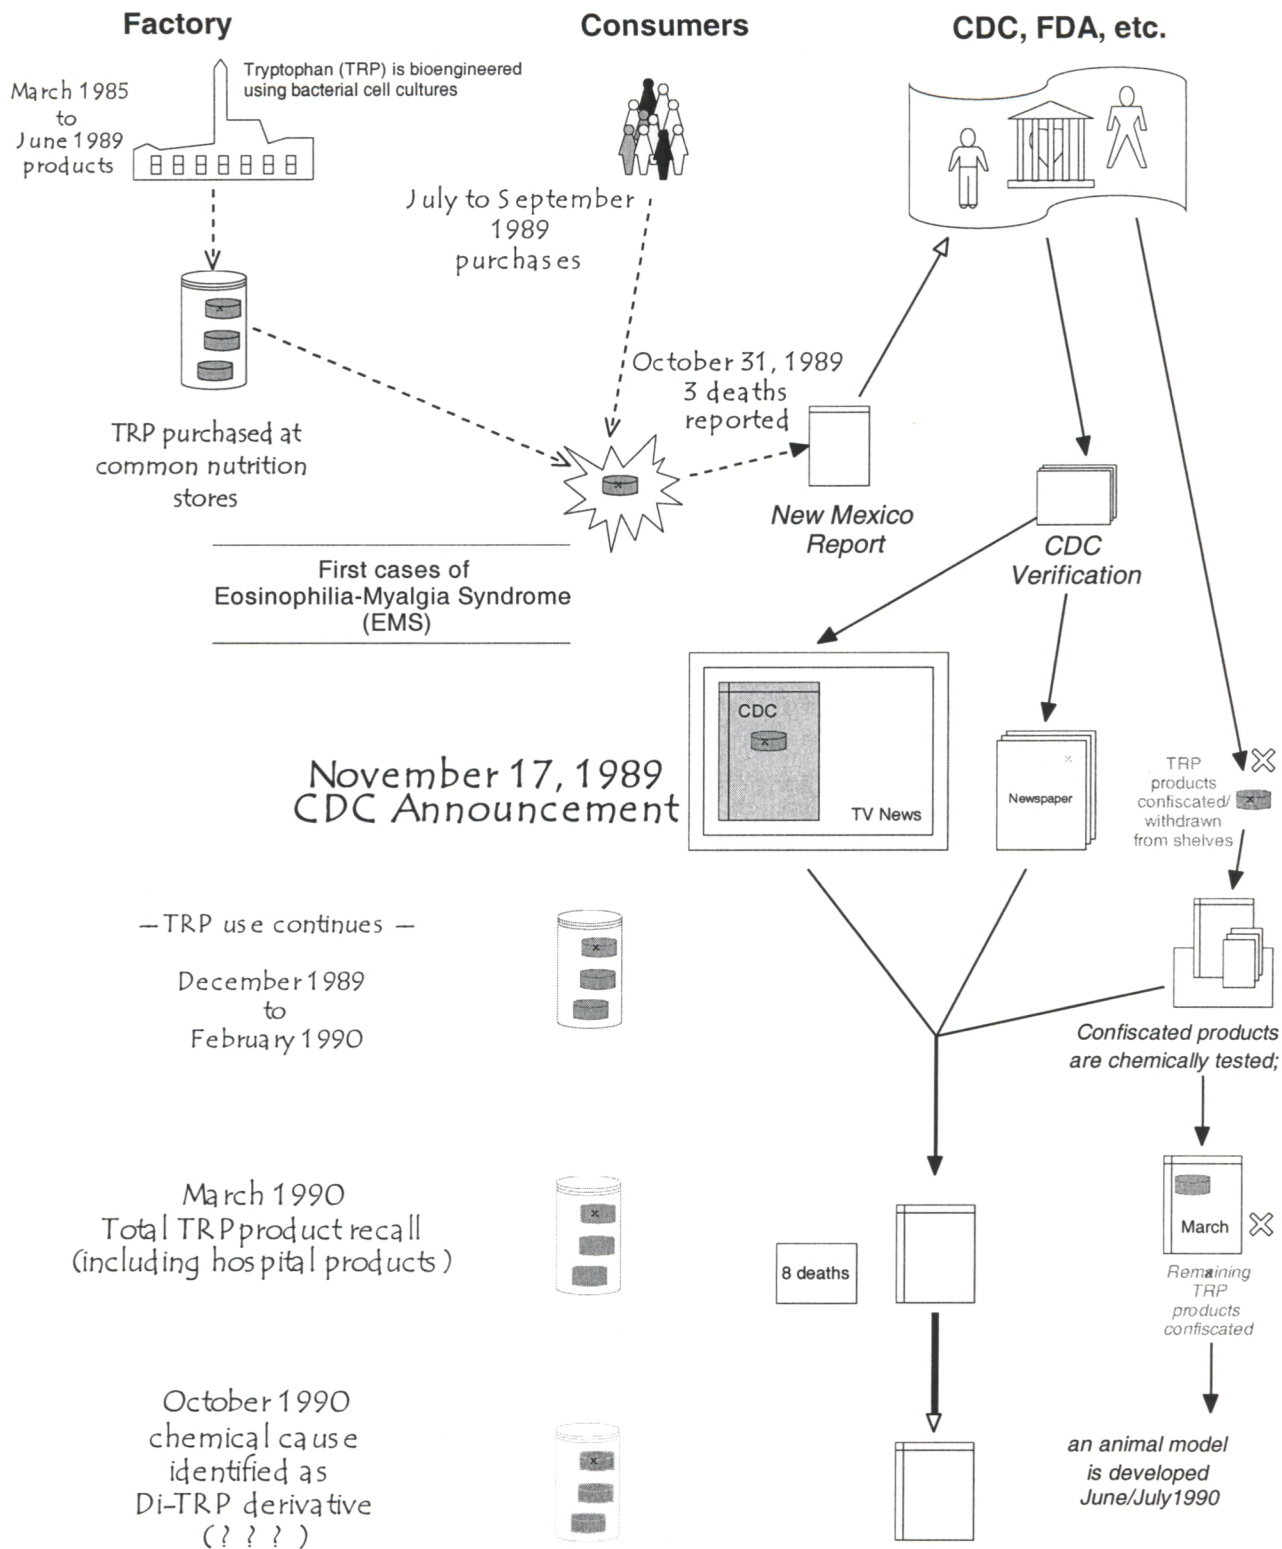 Factory
Consumers
CDC, FDA, etc.
March 1985
to
June 1989
products
Tryptophan (TRP) is bioengineered
using bacterial cell cultures
July to September
1989
purchases
October 31, 1989
3 deaths
reported
TRP purchased at
common nutrition
stores
New Mexico
Report
CDC
Verification
First cases of
Eosinophilia-Myalgia Syndrome
(EMS)
November 17, 1989
CDC Announcement
CDC
TV News
Newspaper
TRP
products
confiscated/
withdrawn
from shelves
– TRP use continues –
December 1989
to
February 1990
Confiscated products
are chemically tested;
March 1990
Total TRP product recall
(including hospital products)
8 deaths
March
Remaining
TRP
products
confiscated
October 1990
chemical cause
identified as
Di-TRP derivative
(? ? ?)
an animal model
is developed
June/July1990